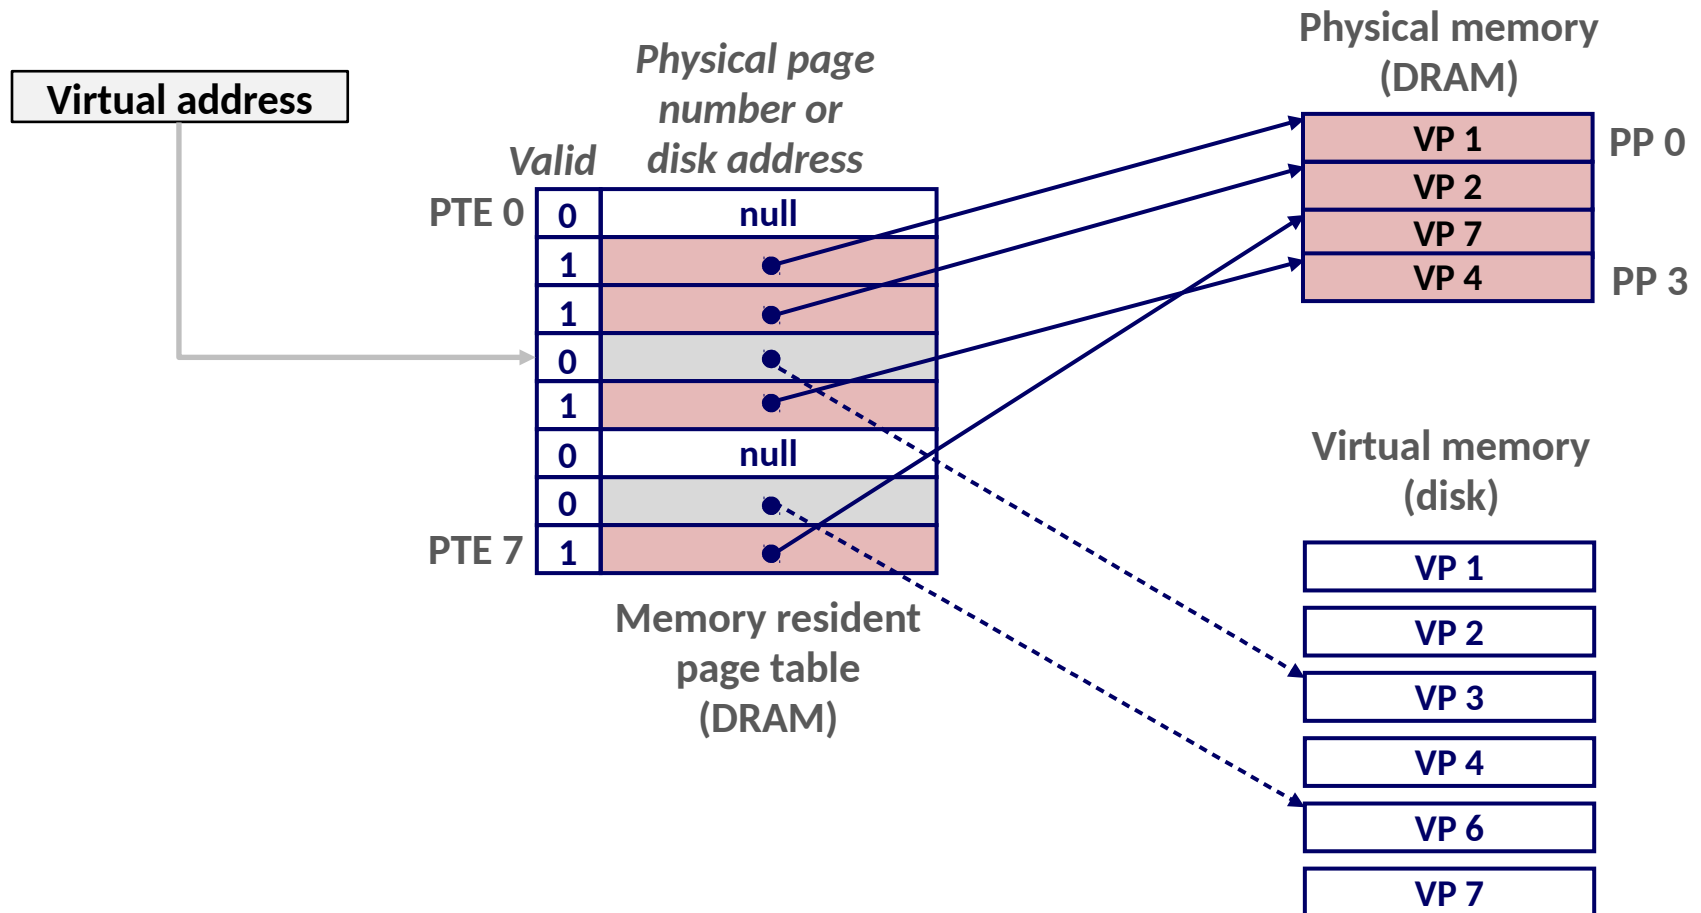 Virtual address
Physical page
number or
disk address
Valid
PTE 0
0
null
1
1
0
1
0
null
0
PTE 7
1
Memory resident
page table
(DRAM)
Physical memory
(DRAM)
VP 1
PP 0
VP 2
VP 7
VP 4
PP 3
Virtual memory
(disk)
VP 1
VP 2
VP 3
VP 4
VP 6
VP 7